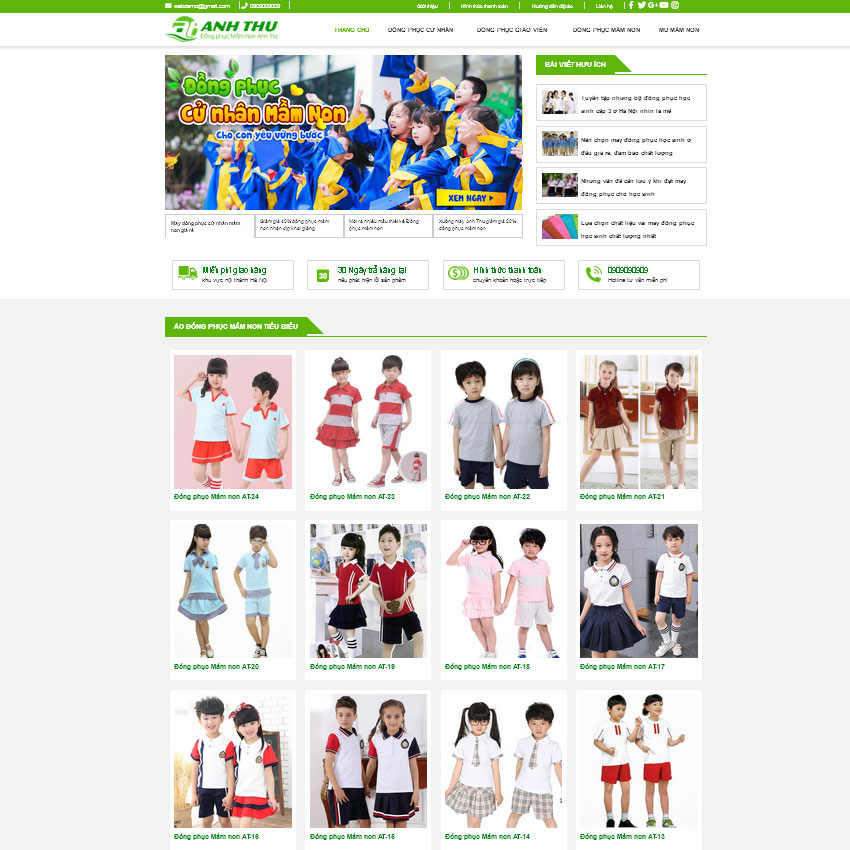 webdemo@gmail.com
0909009009
Giới thiệu
Hình thức thanh toán
Hướng dẫn đặt áo
Liên hệ
ANH THƯ
Đồng phục Mầm Non Anh Thư
TRANG CHỦ
ĐỒNG PHỤC CỬ NHÂN
ĐỒNG PHỤC GIÁO VIÊN
ĐỒNG PHỤC MẦM NON
MŨ MẦM NON
Đồng phục
Cử nhân Mầm Non
Cho con yêu vững bước
XEM NGAY
May đồng phục cử nhân mầm
non giá rẻ
Giảm giá 40% đồng phục mầm
non nhân dịp khai giảng
Mời ra nhiều mẫu thiết kế Đồng
phục mầm non
Xưởng may Anh Thư giảm giá 20%
đồng phục mầm non
BÀI VIẾT HỮU ÍCH
Tuyển tập những bộ đồng phục học
sinh cấp 3 ở Hà Nội nhìn là mê
Nên chọn may đồng phục học sinh ở
đâu giá rẻ, đảm bảo chất lượng
Những vấn đề cần lưu ý khi đặt may
đồng phục cho học sinh
Lựa chọn chất liệu vải may đồng phục
học sinh chất lượng nhất
Miễn phí giao hàng
khu vực nội thành Hà Nội
30
30 Ngày trả hàng lại
nếu phát hiện lỗi sản phẩm
Hình thức thanh toán
chuyển khoản hoặc trực tiếp
0909090909
Hotline tư vấn miễn phí
ÁO ĐỒNG PHỤC MẦM NON TIÊU BIỂU
Đồng phục Mầm non AT-24
Đồng phục Mầm non AT-23
Đồng phục Mầm non AT-22
Đồng phục Mầm non AT-21
Đồng phục Mầm non AT-20
Đồng phục Mầm non AT-19
Đồng phục Mầm non AT-18
Đồng phục Mầm non AT-17
Đồng phục Mầm non AT-16
Đồng phục Mầm non AT-15
Đồng phục Mầm non AT-14
Đồng phục Mầm non AT-13